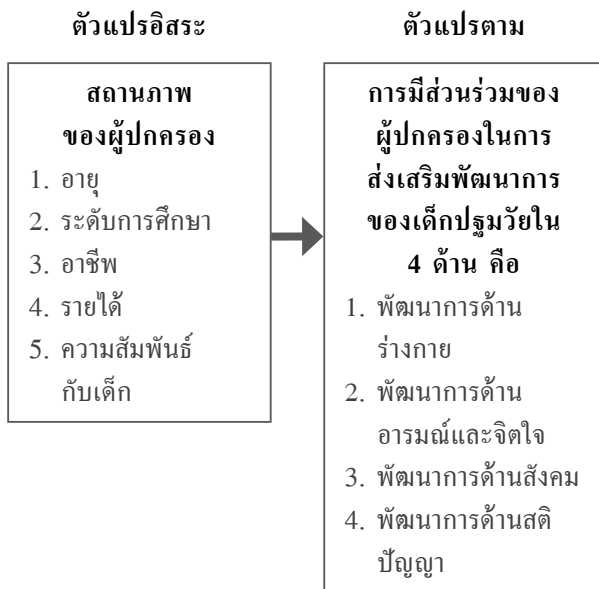 ตัวแปรอิสระ
สถานภาพ
ของผู้ปกครอง
1. อายุ
2. ระดับการศึกษา
3. อาชีพ
4. รายได้
5. ความสัมพันธ์
กับเด็ก
ตัวแปรตาม
การมีส่วนร่วมของ
ผู้ปกครองในการ
ส่งเสริมพัฒนาการ
ของเด็กปฐมวัยใน
4 ด้าน คือ
1. พัฒนาการด้าน
ร่างกาย
2. พัฒนาการด้าน
อารมณ์และจิตใจ
3. พัฒนาการด้านสังคม
4. พัฒนาการด้านสติ
ปัญญา